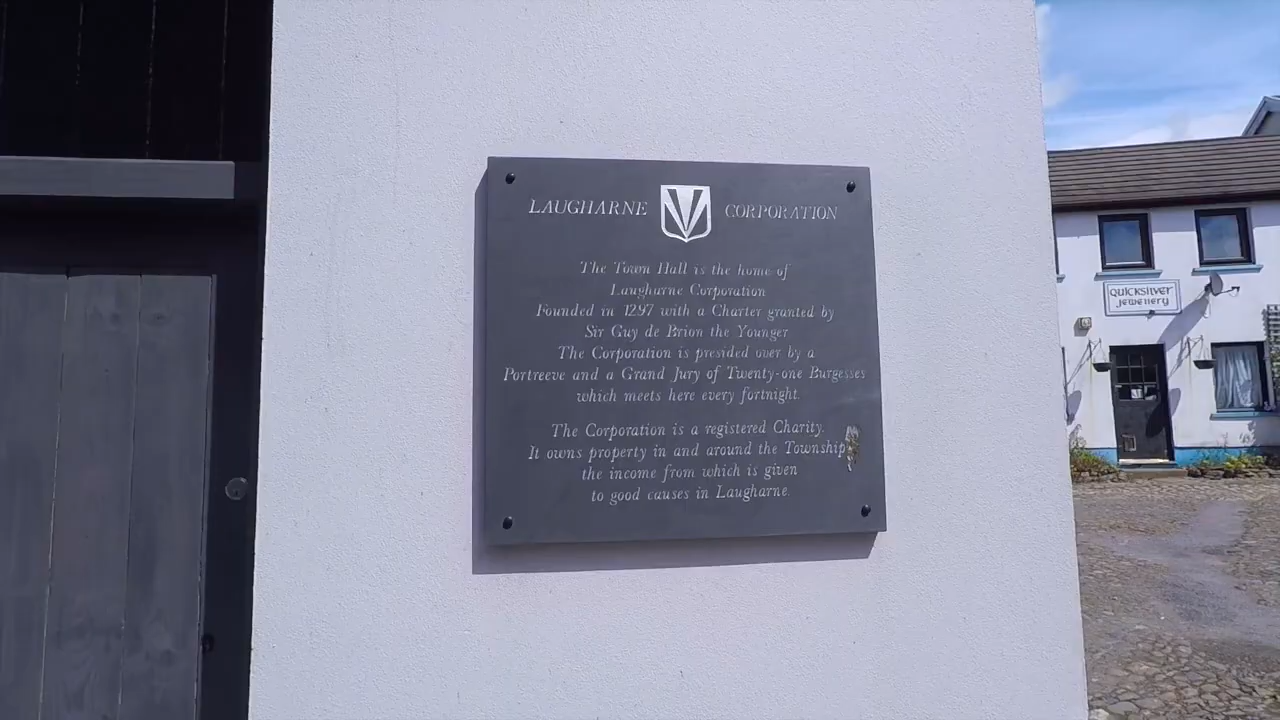 LAUGHARNE CORPORATION
The Town Hall is the home of
Laugharne Corporation
Founded in 1297 with a Charter granted by
Sir Guy de Brion the Younger
The Corporation is presided over by a
Portreeve and a Grand Jury of Twenty-one Burgesses
which meets here every fortnight.
The Corporation is a registered Charity.
It owns property in and around the Township
the income from which is given
to good causes in Laugharne.
QUICKSILVER
JEWELLERY